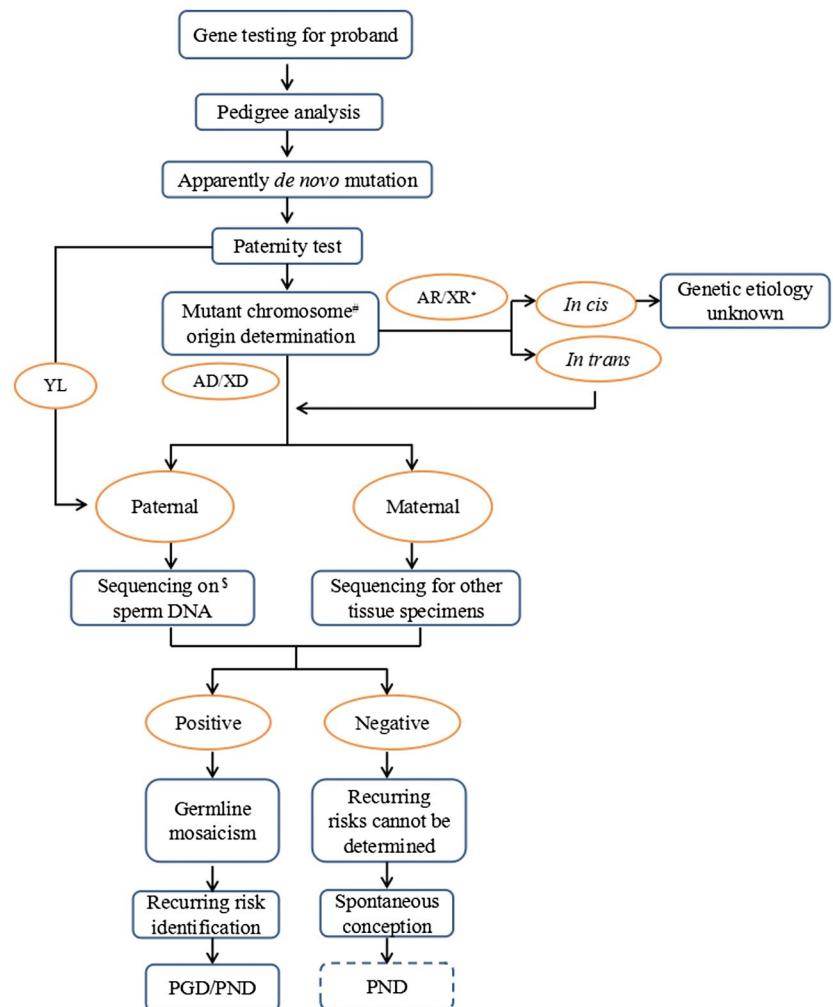 Gene testing for proband
Pedigree analysis
Apparently de novo mutation
Paternity test
Mutant chromosome#
origin determination
AR/XR*
In cis
Genetic etiology
unknown
In trans
YL
AD/XD
Paternal
Maternal
Sequencing on$
sperm DNA
Sequencing for other
tissue specimens
Positive
Negative
Germline
mosaicism
Recurring
risks cannot be
determined
Recurring risk
identification
Spontaneous
conception
PGD/PND
PND